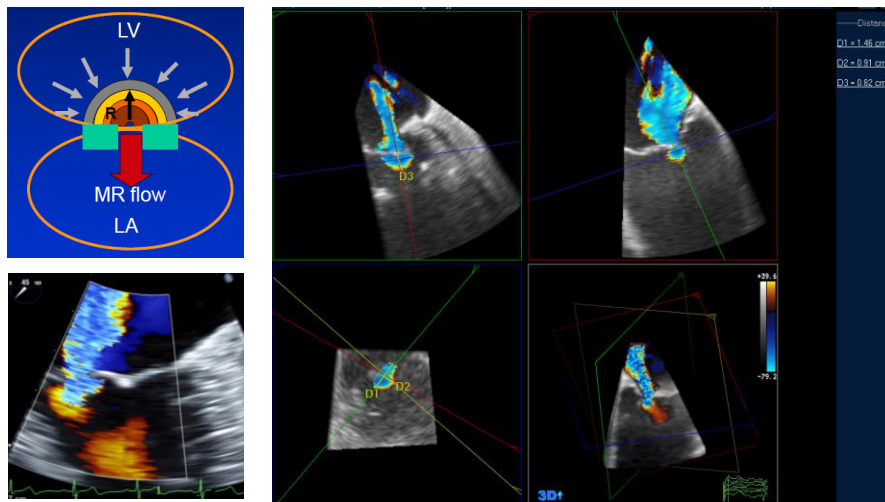 LV
R
MR flow
LA
45
D3
D1
D2
3D
+39.6
-79.2
D1 = 1.46 cm
D2 = 0.91 cm
D3 = 0.82 cm